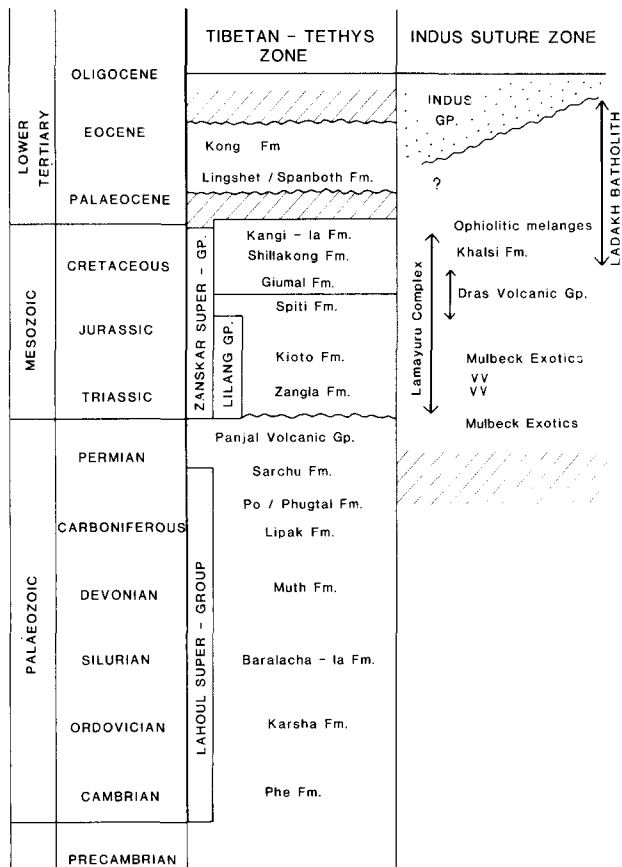 TIBETAN – TETHYS
ZONE
INDUS SUTURE ZONE
LOWER
TERTIARY
OLIGOCENE
EOCENE
PALAEOCENE
MESOZOIC
CRETACEOUS
JURASSIC
TRIASSIC
PALAEOZOIC
PERMIAN
CARBONIFEROUS
DEVONIAN
SILURIAN
ORDOVICIAN
CAMBRIAN
PRECAMBRIAN
ZANSKAR SUPER – GP.
LILANG GP.
LAHOUL SUPER – GROUP
Kong Fm
Lingshet / Spanboth Fm.
Kangi – la Fm.
Shillakong Fm.
Giumal Fm.
Spiti Fm.
Kioto Fm.
Zangla Fm.
Panjal Volcanic Gp.
Sarchu Fm.
Po / Phugtal Fm.
Lipak Fm.
Muth Fm.
Baralacha – la Fm.
Karsha Fm.
Phe Fm.
INDUS
GP.
?
Ophiolitic melanges
Khalsi Fm.
Dras Volcanic Gp.
Mulbeck Exotics
VV
VV
Mulbeck Exotics
Lamayuru Complex
LADAKH BATHOLITH